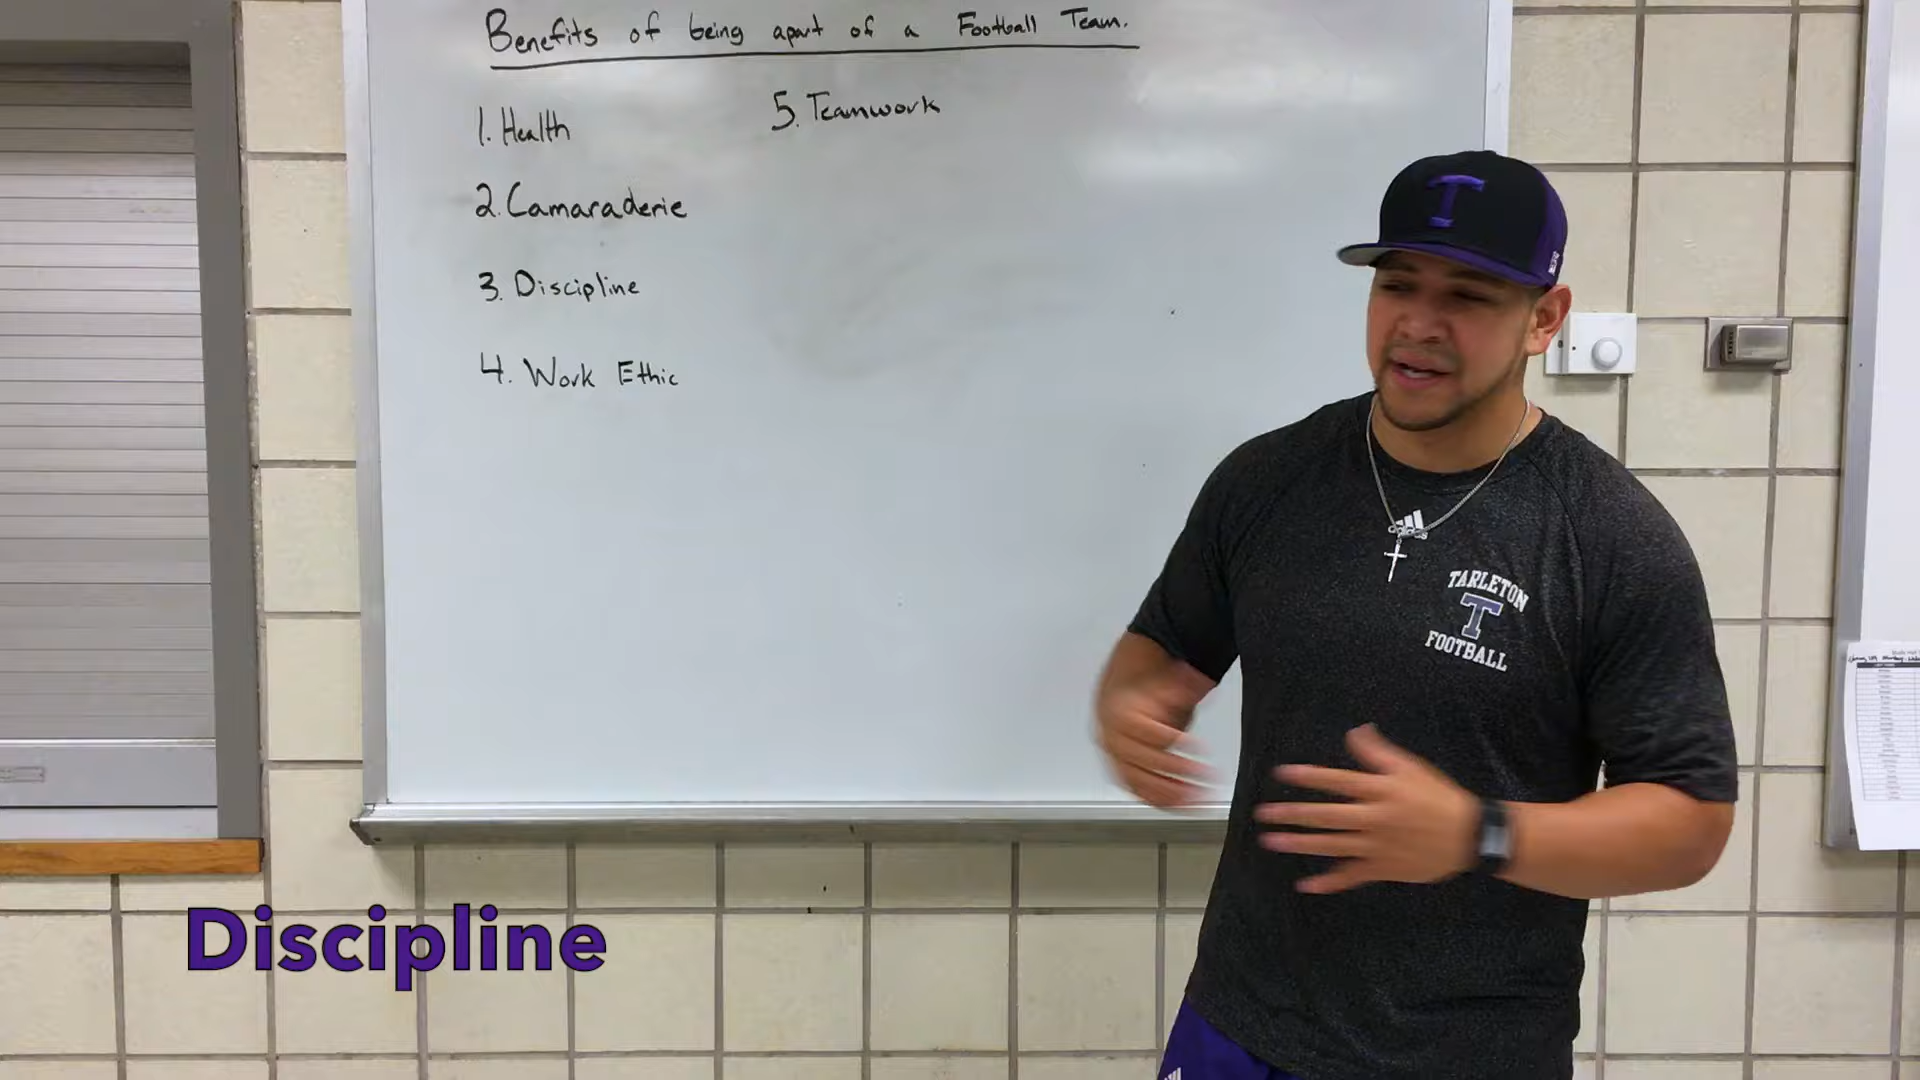 Benefits of being apart of a Football Team.
1. Health
2. Camaraderie
3. Discipline
4. Work Ethic
5. Teamwork
T
adidas
TARLETON
T
FOOTBALL
Discipline